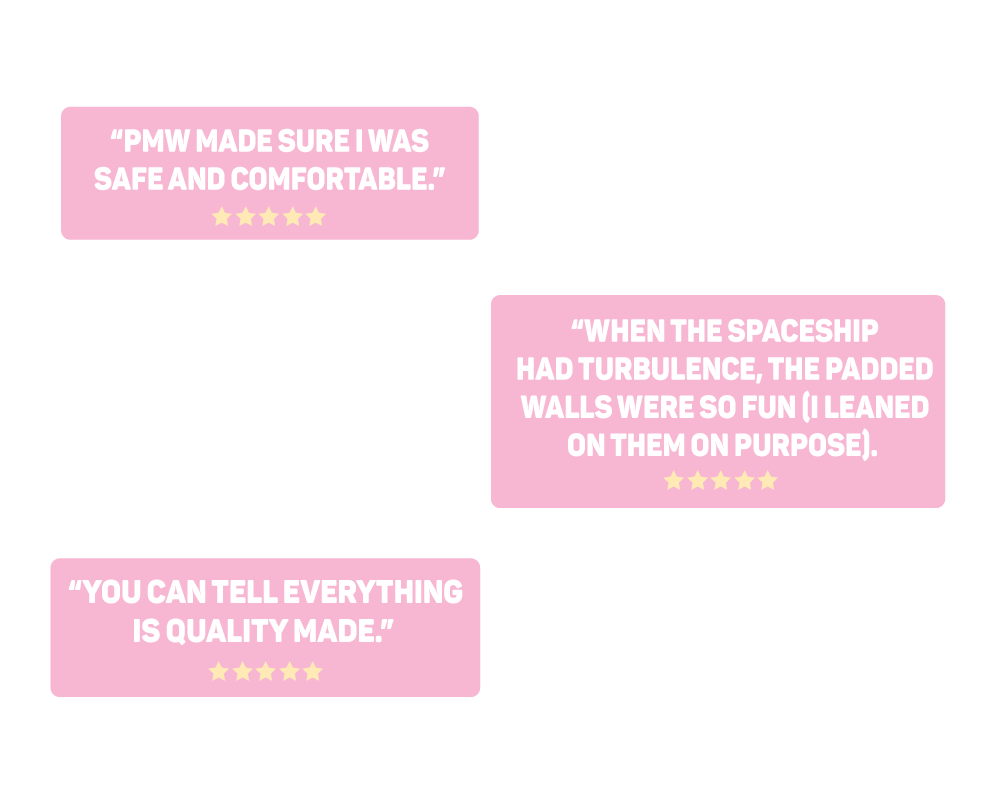 “PMW MADE SURE I WAS
SAFE AND COMFORTABLE.”
“WHEN THE SPACESHIP
HAD TURBULENCE, THE PADDED
WALLS WERE SO FUN (I LEANED
ON THEM ON PURPOSE).
“YOU CAN TELL EVERYTHING
IS QUALITY MADE.”